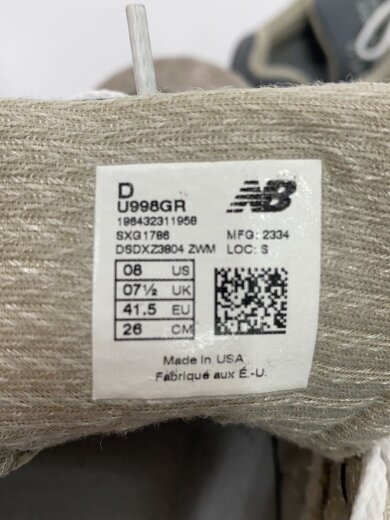 D
NB
U998GR
196432311958
SXG1786 MFG: 2334
DSDXZ3804 ZWM LOC: S
08 US
07½ UK
41.5 EU
26 CM
Made in USA
Fabriqué aux É.-U.